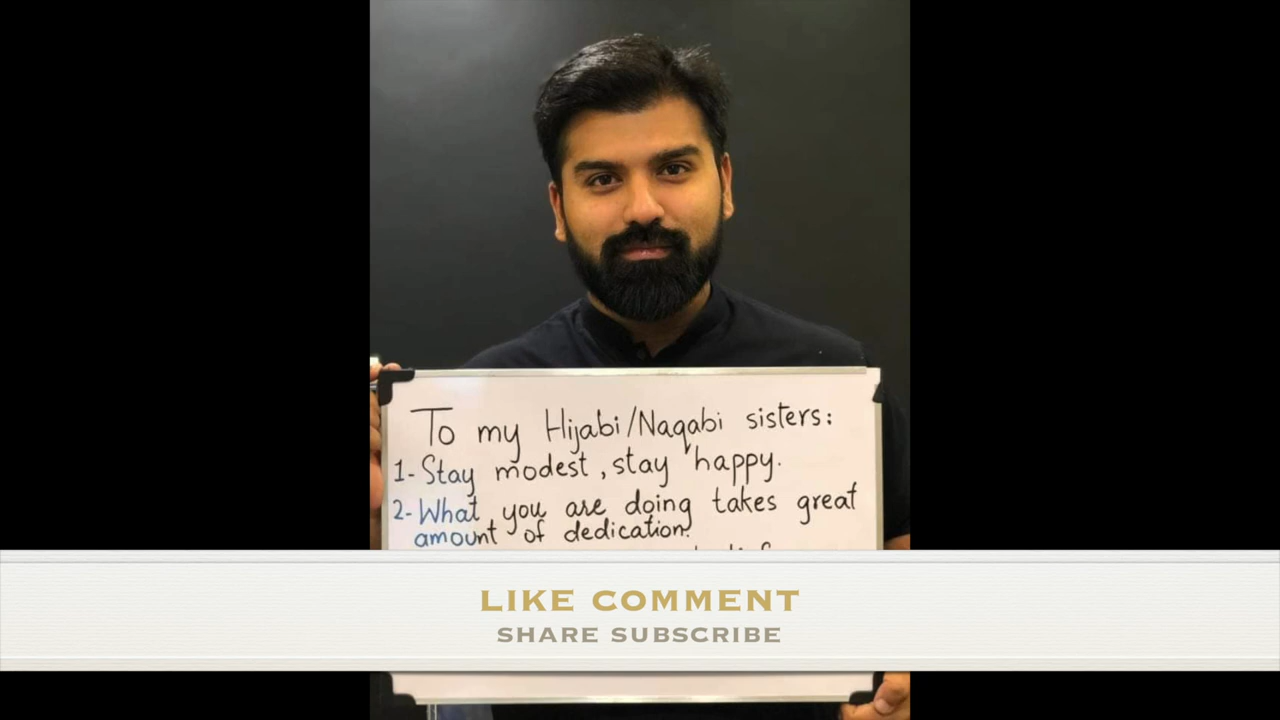 To my Hijabi/Naqabi sisters:
1- Stay modest, stay happy.
2- What you are doing takes great
amount of dedication.
LIKE COMMENT
SHARE SUBSCRIBE